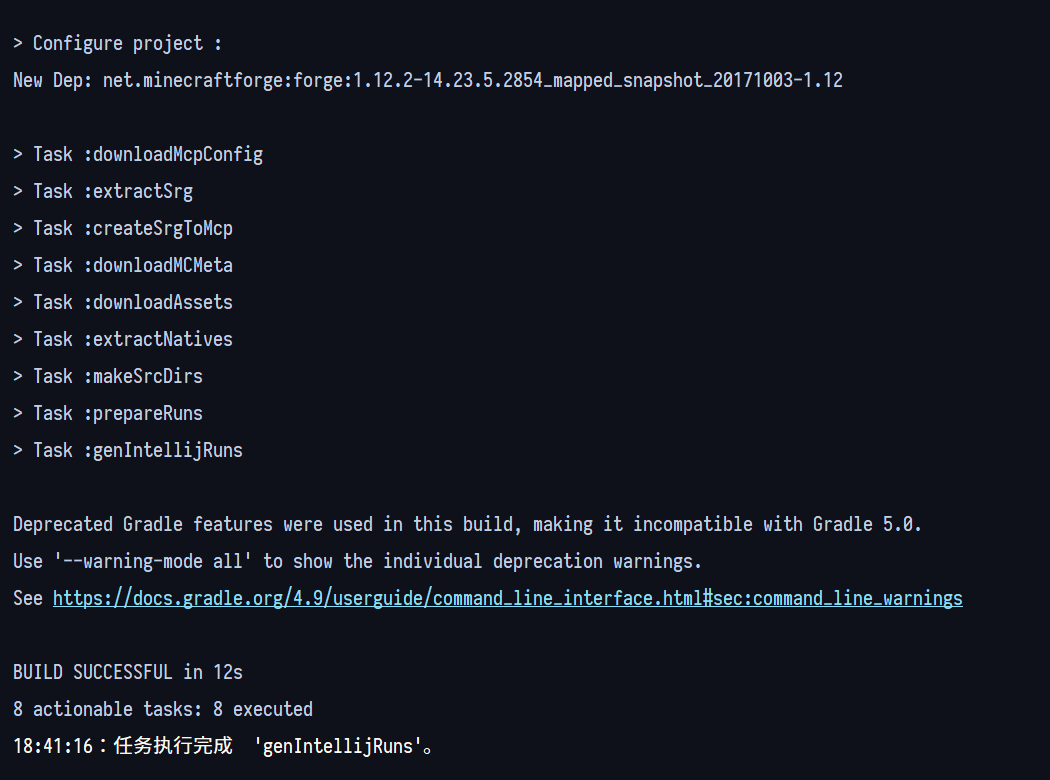 > Configure project :
New Dep: net.minecraftforge:forge:1.12.2-14.23.5.2854_mapped_snapshot_20171003-1.12
> Task :downloadMcpConfig
> Task :extractSrg
> Task :createSrgToMcp
> Task :downloadMCMeta
> Task :downloadAssets
> Task :extractNatives
> Task :makeSrcDirs
> Task :prepareRuns
> Task :genIntellijRuns
Deprecated Gradle features were used in this build, making it incompatible with Gradle 5.0.
Use '--warning-mode all' to show the individual deprecation warnings.
See https://docs.gradle.org/4.9/userguide/command_line_interface.html#sec:command_line_warnings
BUILD SUCCESSFUL in 12s
8 actionable tasks: 8 executed
18:41:16：任务执行完成  'genIntellijRuns'。